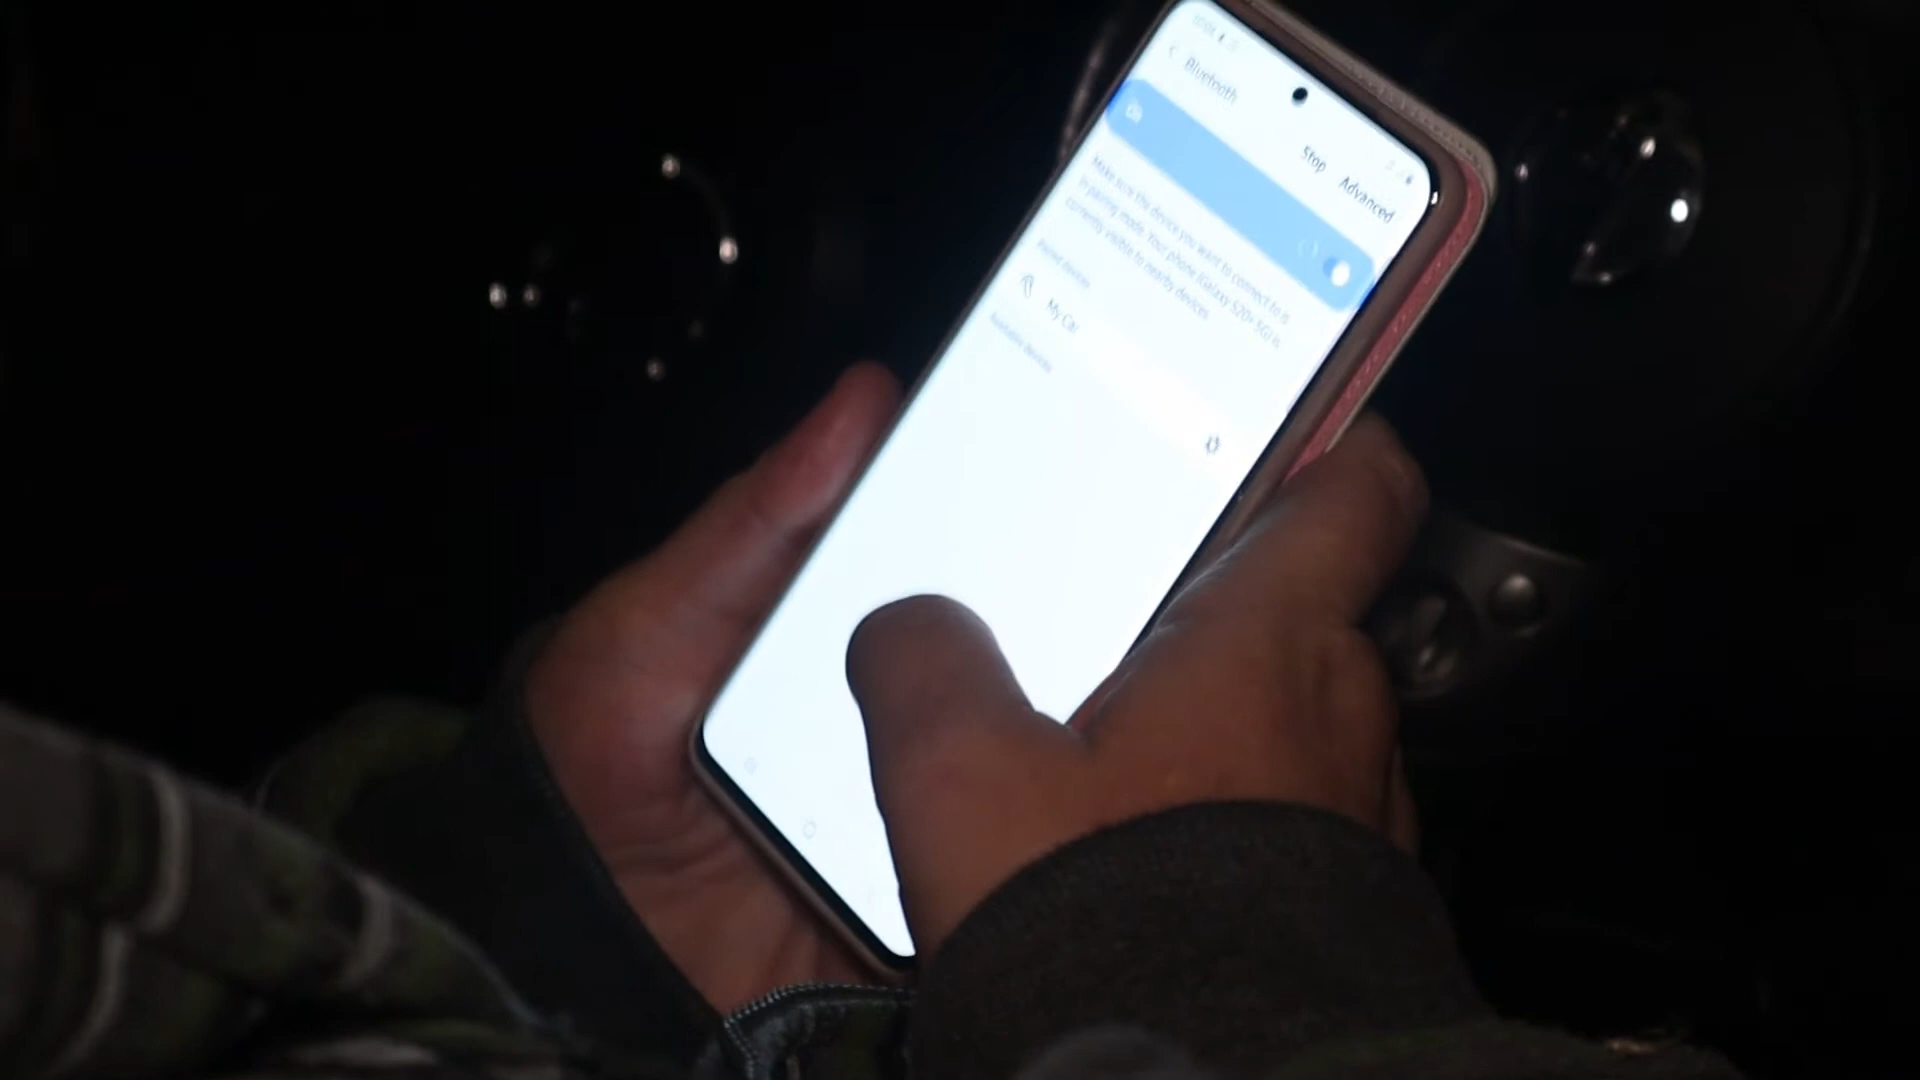 Bluetooth
Stop Advanced
On
Make sure the device you want to connect to is
in pairing mode. Your phone (Galaxy S20+ 5G) is
currently visible to nearby devices.
Paired devices
My Car
Available devices